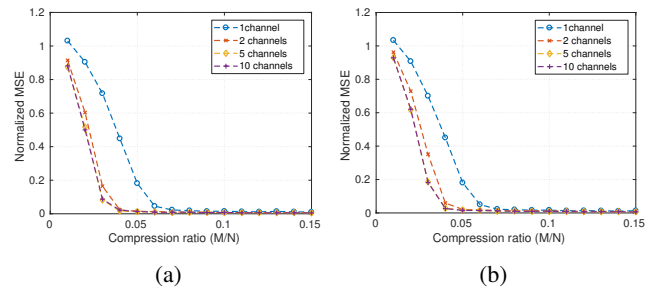 1.2
1
0.8
0.6
0.4
0.2
0
Normalized MSE
0
0.05
0.1
0.15
Compression ratio (M/N)
1channel
2 channels
5 channels
10 channels
(a)
1.2
1
0.8
0.6
0.4
0.2
0
Normalized MSE
0
0.05
0.1
0.15
Compression ratio (M/N)
1channel
2 channels
5 channels
10 channels
(b)